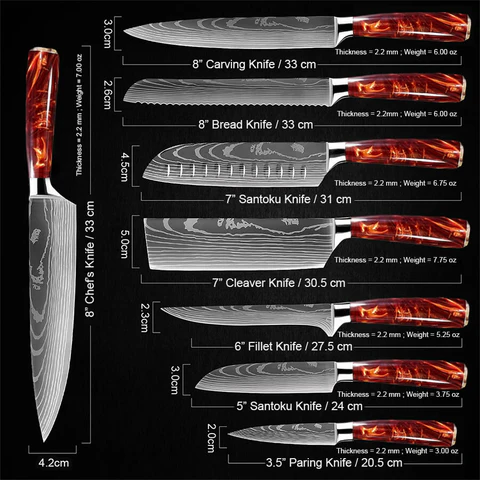 3.0cm
Thickness = 2.2 mm ; Weight = 6.00 oz
8” Carving Knife / 33 cm
2.6cm
Thickness = 2.2mm ; Weight = 6.00 oz
8” Bread Knife / 33 cm
4.5cm
Thickness = 2.2 mm ; Weight = 6.75 oz
7” Santoku Knife / 31 cm
5.0cm
Thickness = 2.2 mm ; Weight = 7.75 oz
7” Cleaver Knife / 30.5 cm
2.3cm
Thickness = 2.2 mm ; Weight = 5.25 oz
6” Fillet Knife / 27.5 cm
3.0cm
Thickness = 2.2 mm ; Weight = 3.75 oz
5” Santoku Knife / 24 cm
2.0cm
Thickness = 2.2 mm ; Weight = 3.00 oz
3.5” Paring Knife / 20.5 cm
Thickness = 2.2 mm ; Weight = 7.00 oz
8” Chef's Knife / 33 cm
4.2cm